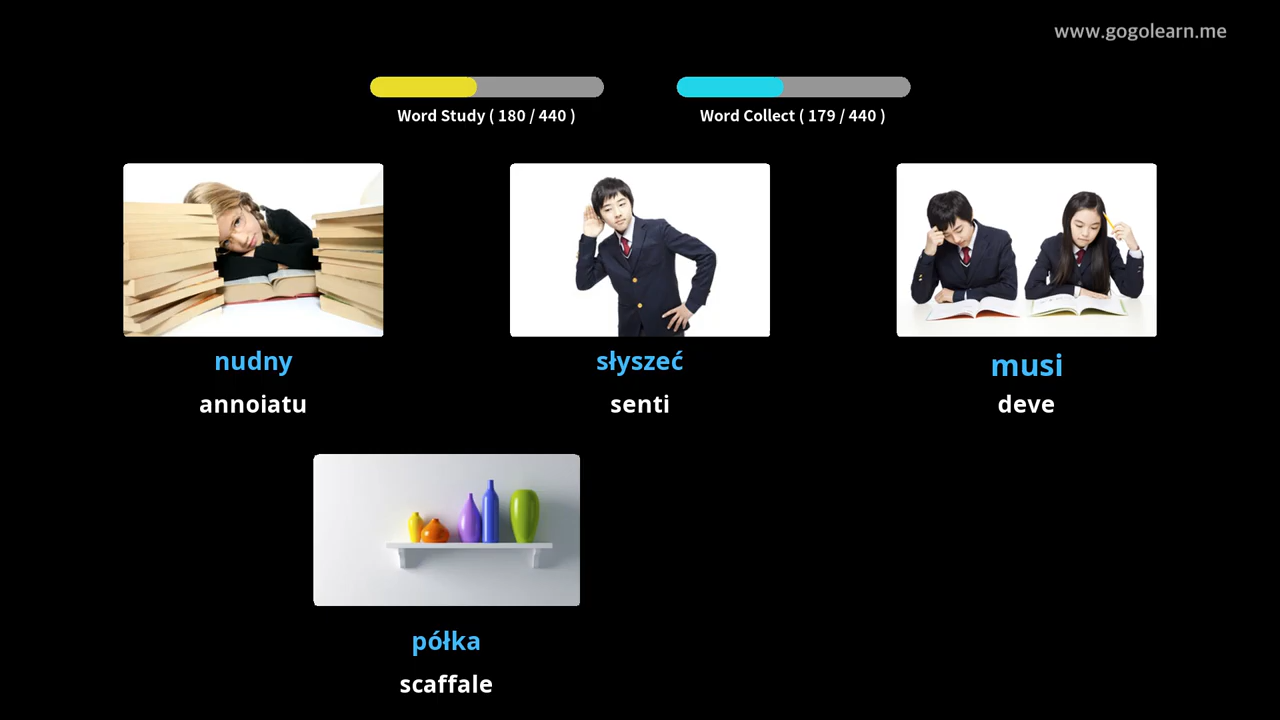 www.gogolearn.me
Word Study ( 180 / 440 )
Word Collect ( 179 / 440 )
nudny
annoiatu
słyszeć
senti
musi
deve
półka
scaffale